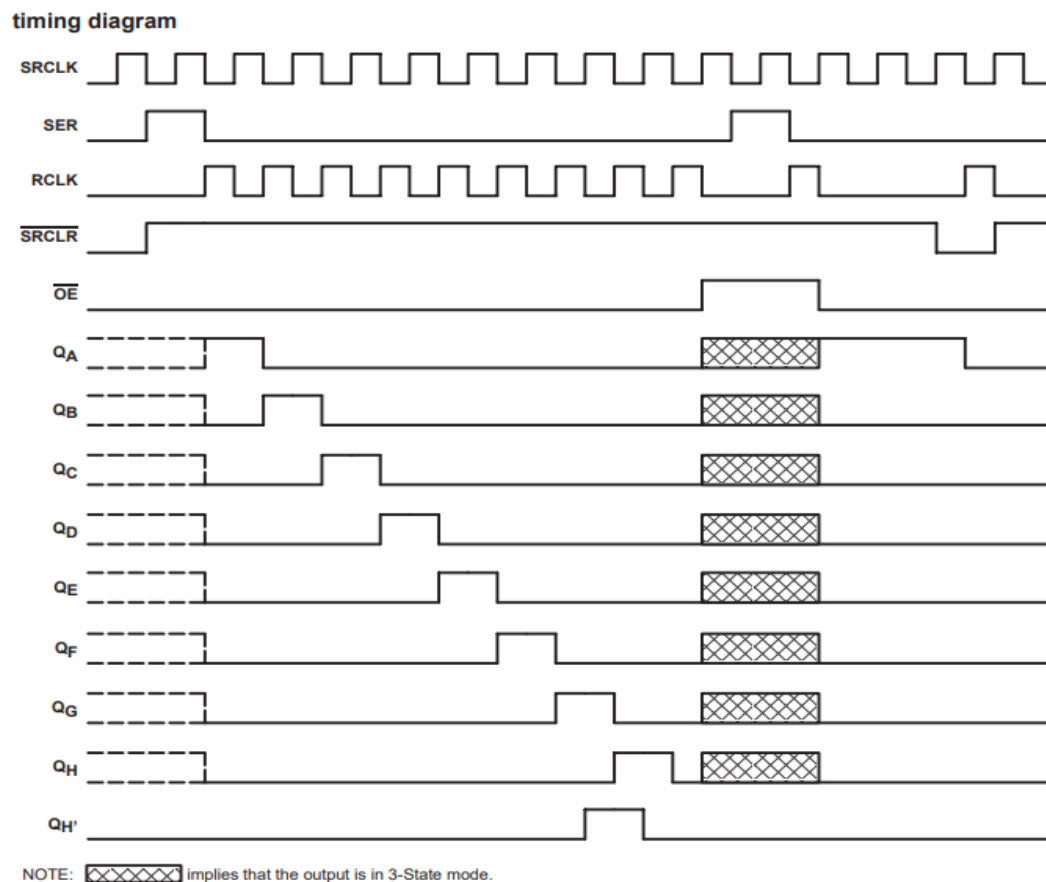 timing diagram
SRCLK
SER
RCLK
SRCLR
OE
QA
QB
QC
QD
QE
QF
QG
QH
QH'
NOTE: implies that the output is in 3-State mode.